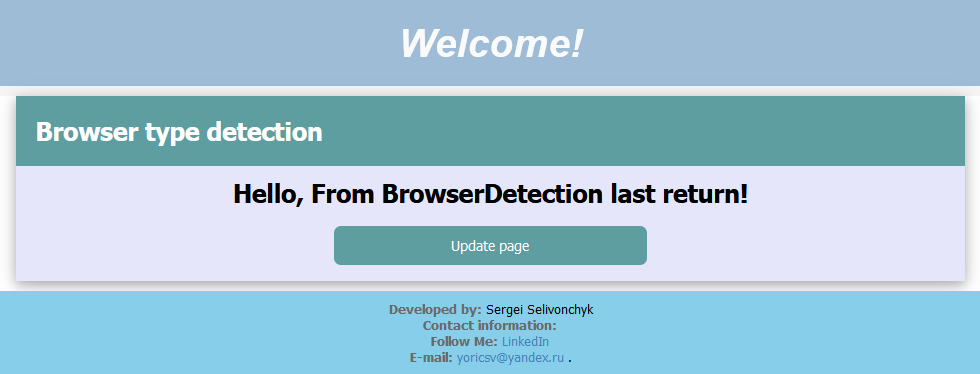 Welcome!
Browser type detection
Hello, From BrowserDetection last return!
Update page
Developed by: Sergei Selivonchyk
Contact information:
Follow Me: LinkedIn
E-mail: yoricsv@yandex.ru .